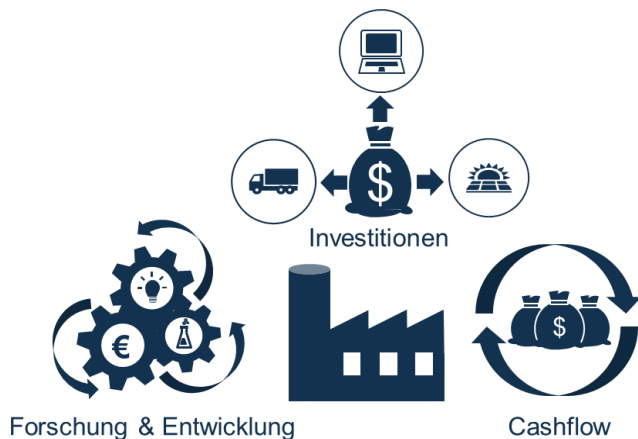 $
Investitionen
€
$
Forschung & Entwicklung
Cashflow